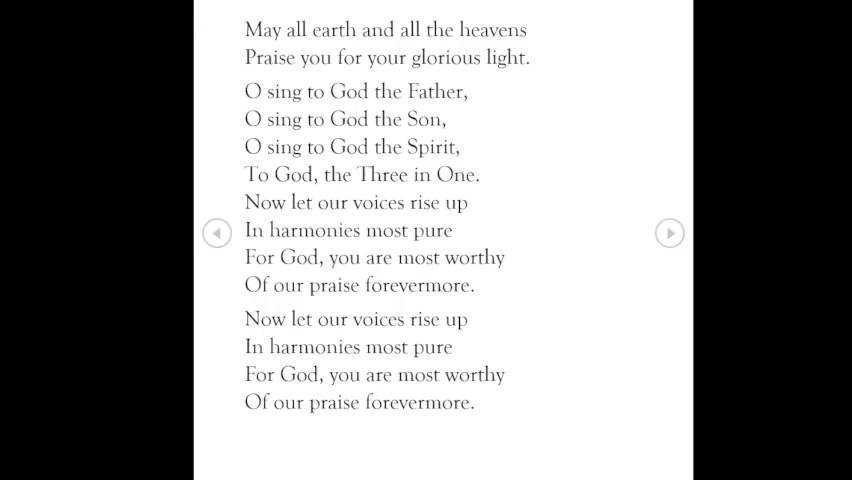 May all earth and all the heavens
Praise you for your glorious light.
O sing to God the Father,
O sing to God the Son,
O sing to God the Spirit,
To God, the Three in One.
Now let our voices rise up
In harmonies most pure
For God, you are most worthy
Of our praise forevermore.
Now let our voices rise up
In harmonies most pure
For God, you are most worthy
Of our praise forevermore.